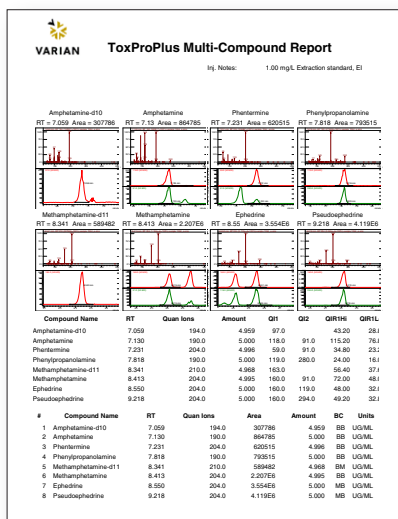 VARIAN
ToxProPlus Multi-Compound Report
Inj. Notes: 1.00 mg/L Extraction standard, EI
Amphetamine-d10 Amphetamine Phentermine Phenylpropanolamine
RT = 7.059 Area = 307786 RT = 7.13 Area = 864785 RT = 7.231 Area = 620515 RT = 7.818 Area = 793515
Methamphetamine-d11 Methamphetamine Ephedrine Pseudoephedrine
RT = 8.341 Area = 589482 RT = 8.413 Area = 2.207E6 RT = 8.55 Area = 3.554E6 RT = 9.218 Area = 4.119E6
Compound Name RT Quan Ions Amount QI1 QI2 QIR1Hi QIR1L
Amphetamine-d10 7.059 194.0 4.959 97.0 43.20 28.
Amphetamine 7.130 194.0 5.000 118.0 91.0 115.20 76.
Phentermine 7.231 204.0 4.996 59.0 91.0 34.80 23.
Phenylpropanolamine 7.818 190.0 5.000 119.0 280.0 24.00 16.
Methamphetamine-d11 8.341 210.0 4.968 163.0 56.40 37.
Methamphetamine 8.413 204.0 4.995 160.0 91.0 72.00 48.
Ephedrine 8.550 204.0 5.000 160.0 119.0 48.00 32.
Pseudoephedrine 9.218 204.0 5.000 160.0 294.0 49.20 32.
# Compound Name RT Quan Ions Area Amount BC Units
1 Amphetamine-d10 7.059 194.0 307786 4.959 BB UG/ML
2 Amphetamine 7.130 194.0 864785 5.000 BB UG/ML
3 Phentermine 7.231 204.0 620515 4.996 BB UG/ML
4 Phenylpropanolamine 7.818 190.0 793515 5.000 BB UG/ML
5 Methamphetamine-d11 8.341 210.0 589482 4.968 BM UG/ML
6 Methamphetamine 8.413 204.0 2.207E6 4.995 BB UG/ML
7 Ephedrine 8.550 204.0 3.554E6 5.000 MB UG/ML
8 Pseudoephedrine 9.218 204.0 4.119E6 5.000 MB UG/ML